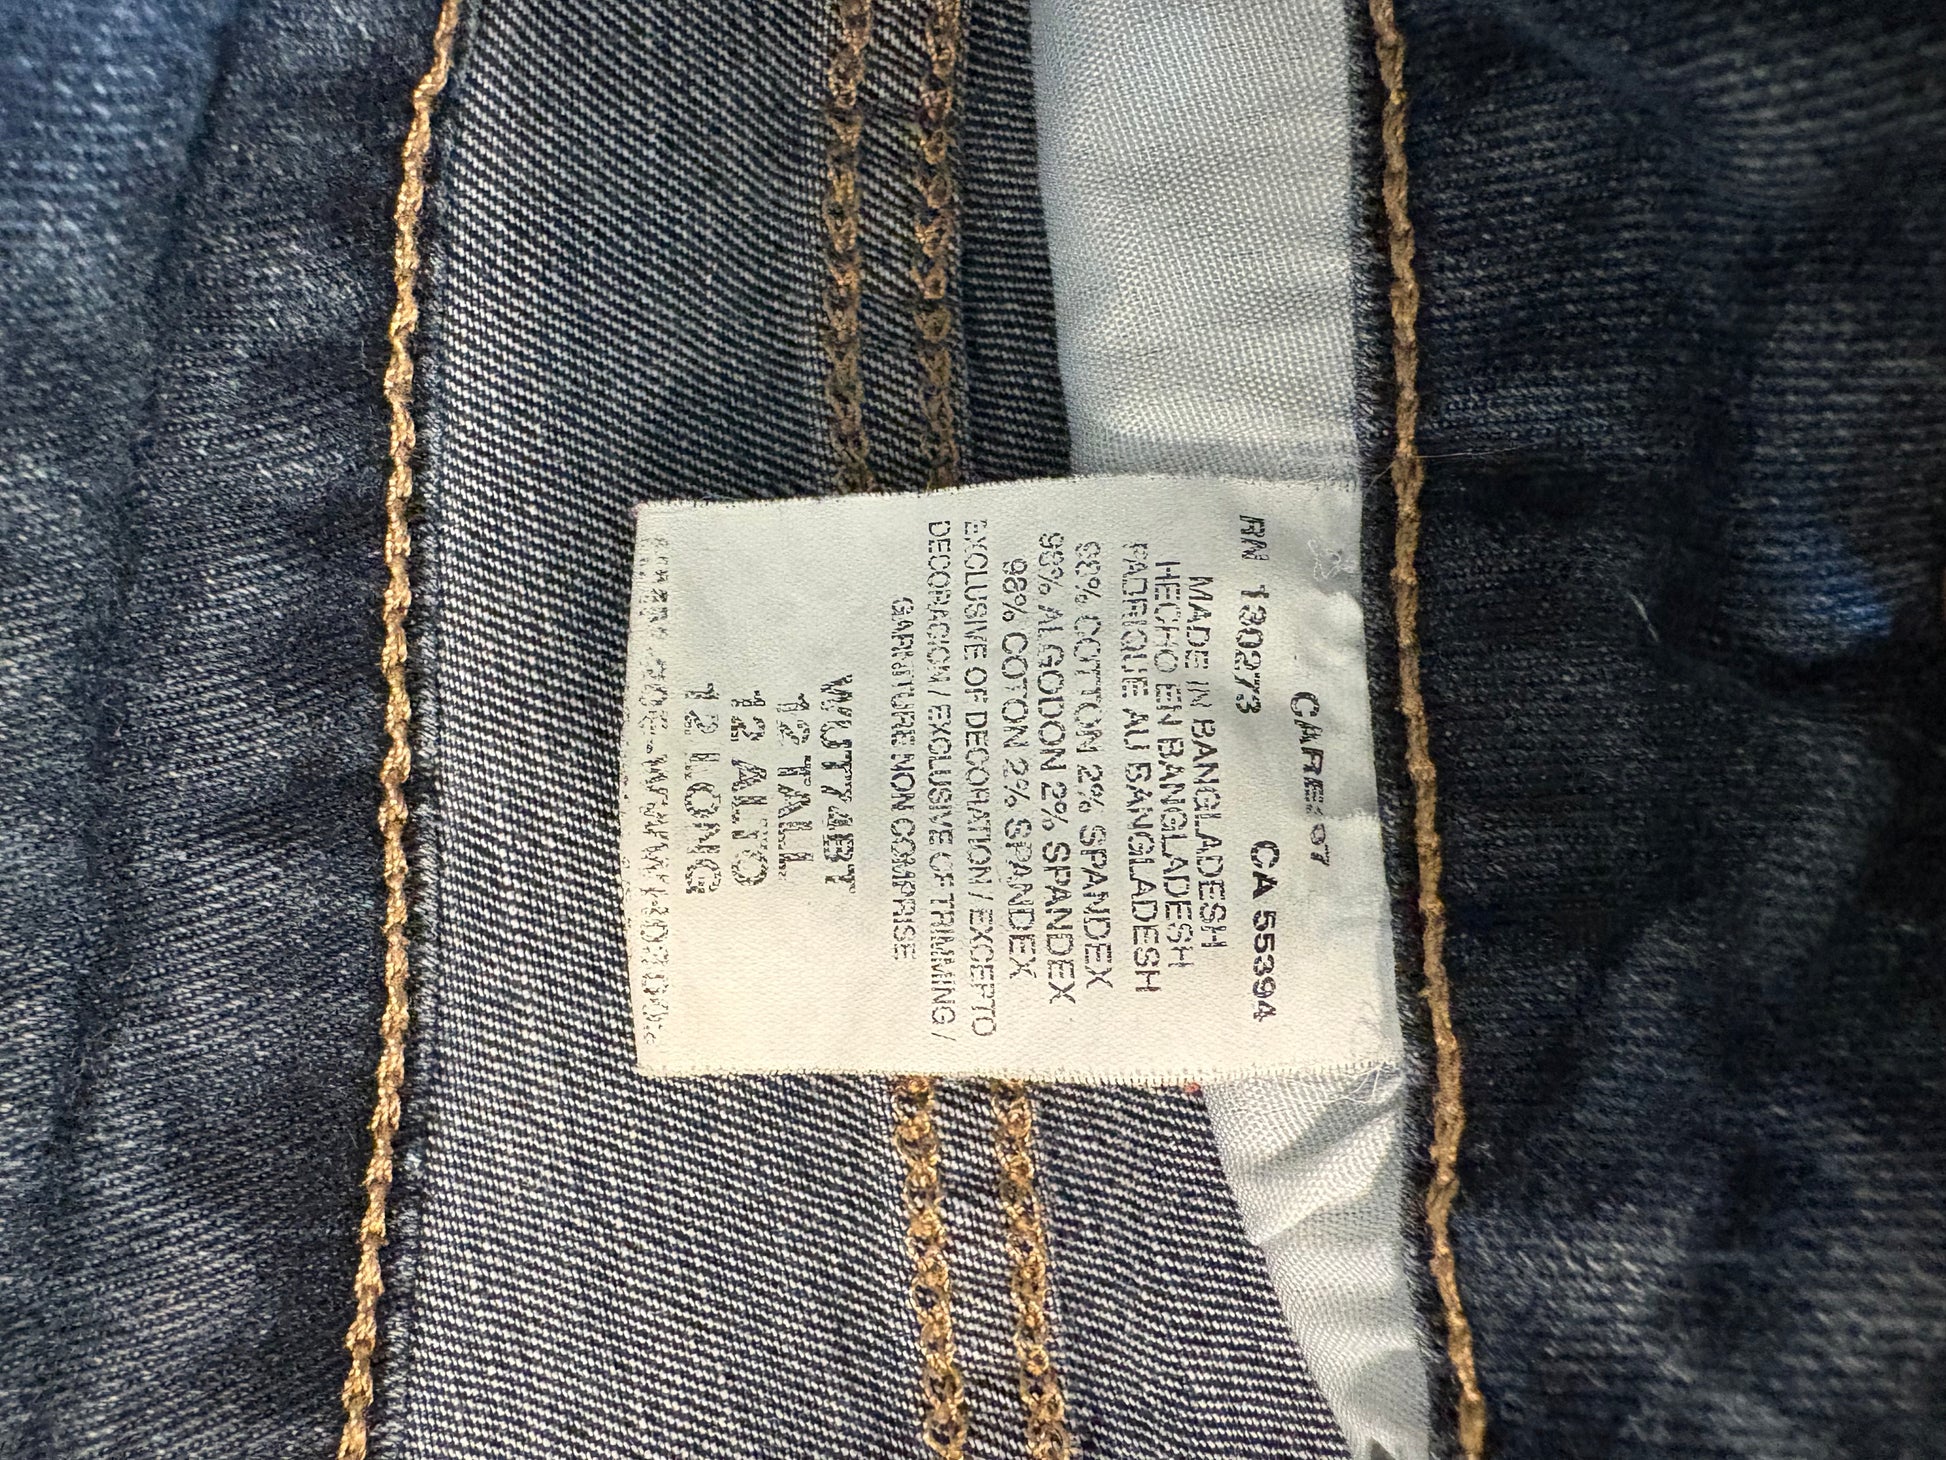 RN 130273 CA 55394
MADE IN BANGLADESH
HECHO EN BANGLADESH
FABRIQUE AU BANGLADESH
98% COTTON 2% SPANDEX
98% ALGODON 2% SPANDEX
98% COTON 2% SPANDEX
EXCLUSIVE OF DECORATION / EXCEPTO
DECORACION / EXCLUSIVE OF TRIMMING /
GARNITURE NON COMPRISE
12 TALL
12 ALTO
12 LONG